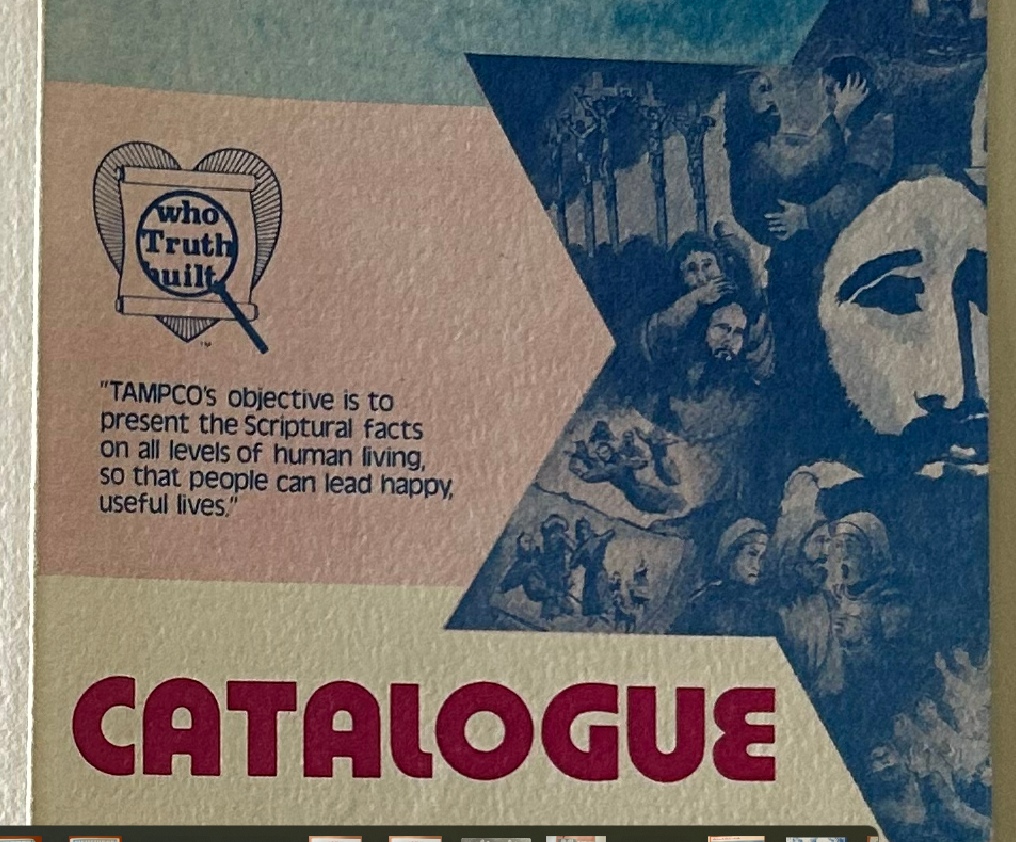 who
Truth
built
TM
"TAMPCO's objective is to
present the Scriptural facts
on all levels of human living,
so that people can lead happy,
useful lives."
CATALOGUE